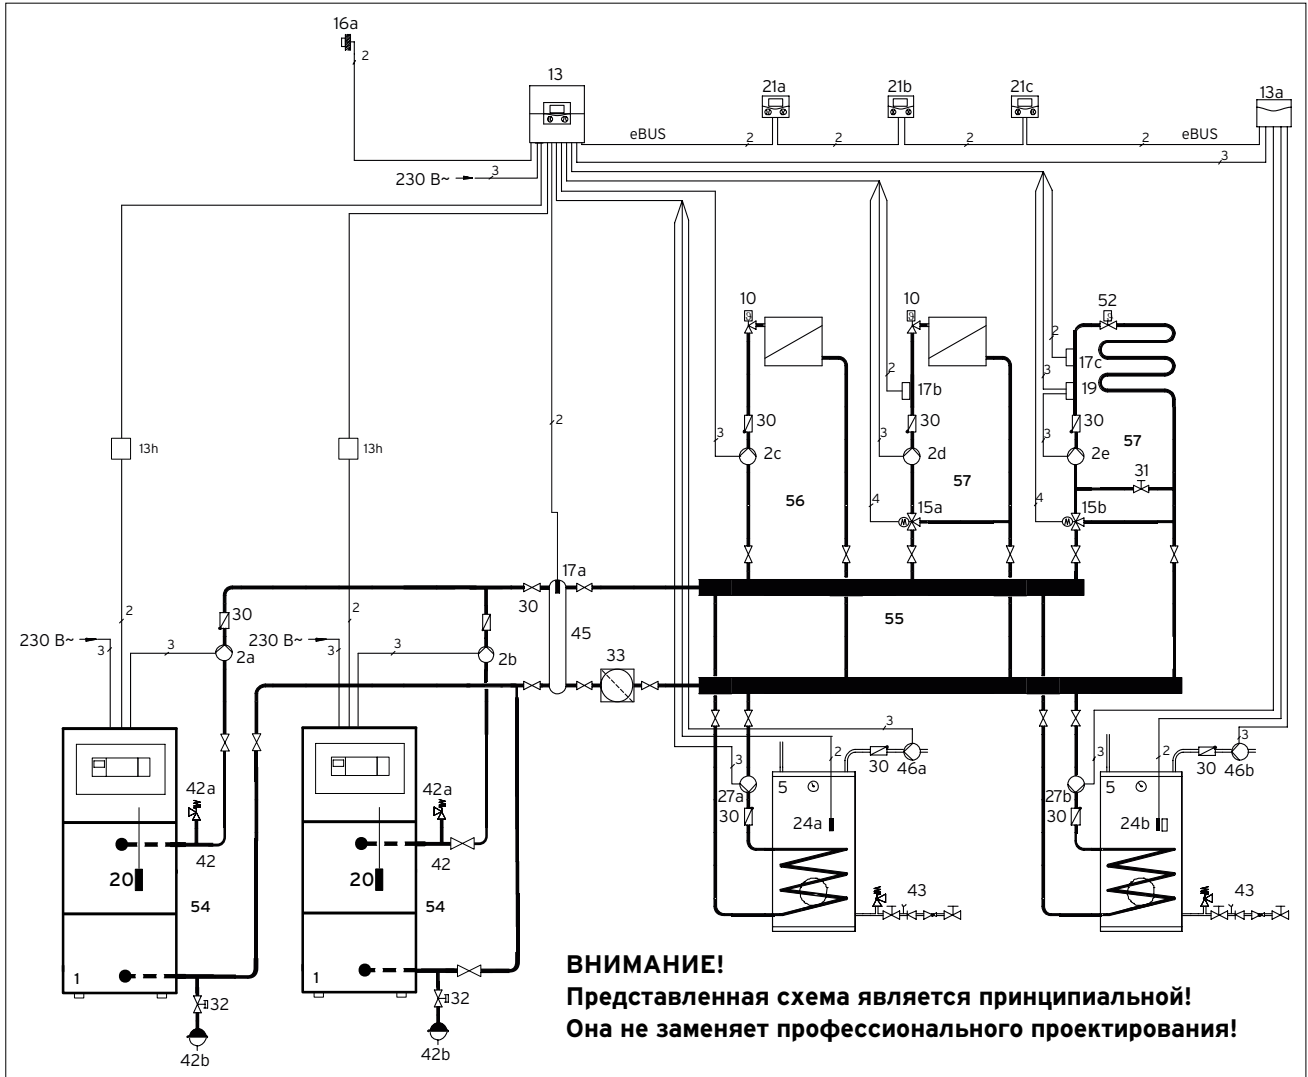 16a
2
13
21a
21b
21c
13a
eBUS
2
2
2
2
eBUS
3
230 В~
3
10
10
52
2
2
17c
3
19
17b
30
30
30
2
13h
13h
3
2c
3
2d
3
2e
57
56
57
31
4
15a
4
15b
17a
30
2
2
30
45
55
230 В~
3
3
2a
230 В~
3
3
2b
33
3
3
42a
42a
3
2
30
46a
3
2
30
46b
27a
5
27b
5
30
24a
30
24b
42
42
20
20
54
54
43
43
1
1
32
32
42b
42b
ВНИМАНИЕ!
Представленная схема является принципиальной!
Она не заменяет профессионального проектирования!